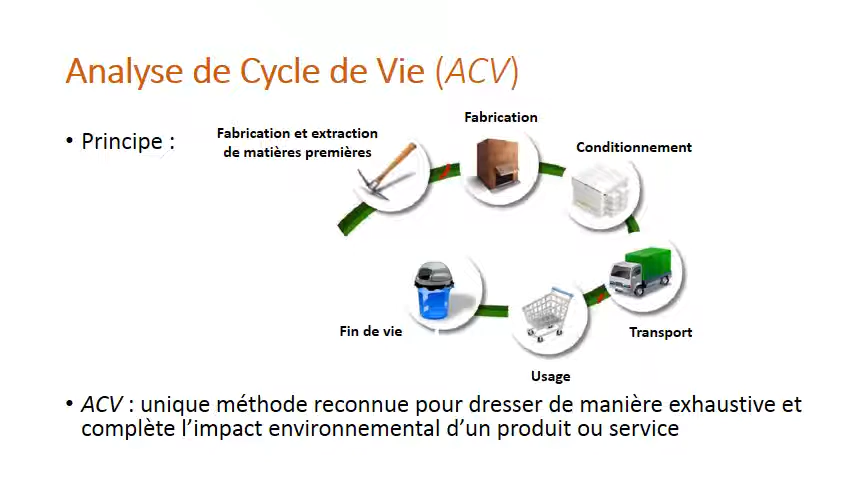 Analyse de Cycle de Vie (ACV)
• Principe :
Fabrication et extraction
de matières premières
Fabrication
Conditionnement
Transport
Usage
Fin de vie
• ACV : unique méthode reconnue pour dresser de manière exhaustive et
complète l’impact environnemental d’un produit ou service